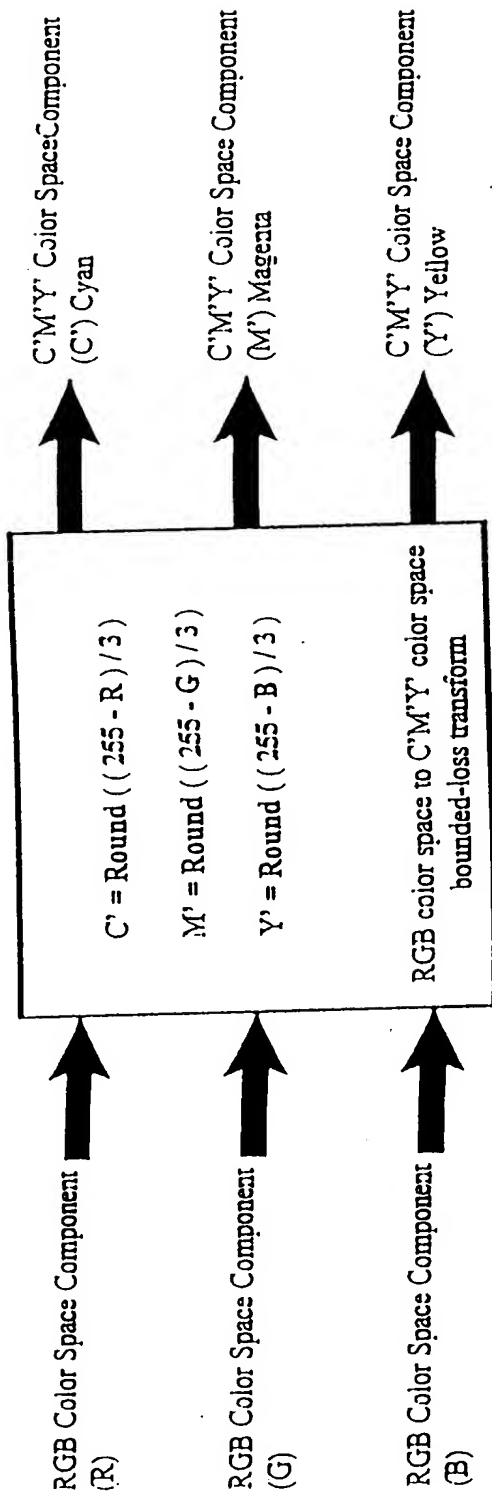 RGB Color Space Component
(R)
RGB Color Space Component
(G)
RGB Color Space Component
(B)
C' = Round ( ( 255 - R ) / 3 )
M' = Round ( ( 255 - G ) / 3 )
Y' = Round ( ( 255 - B ) / 3 )
RGB color space to C'M'Y' color space
bounded-loss transform
C'M'Y' Color SpaceComponent
(C') Cyan
C'M'Y' Color Space Component
(M') Magenta
C'M'Y' Color Space Component
(Y') Yellow